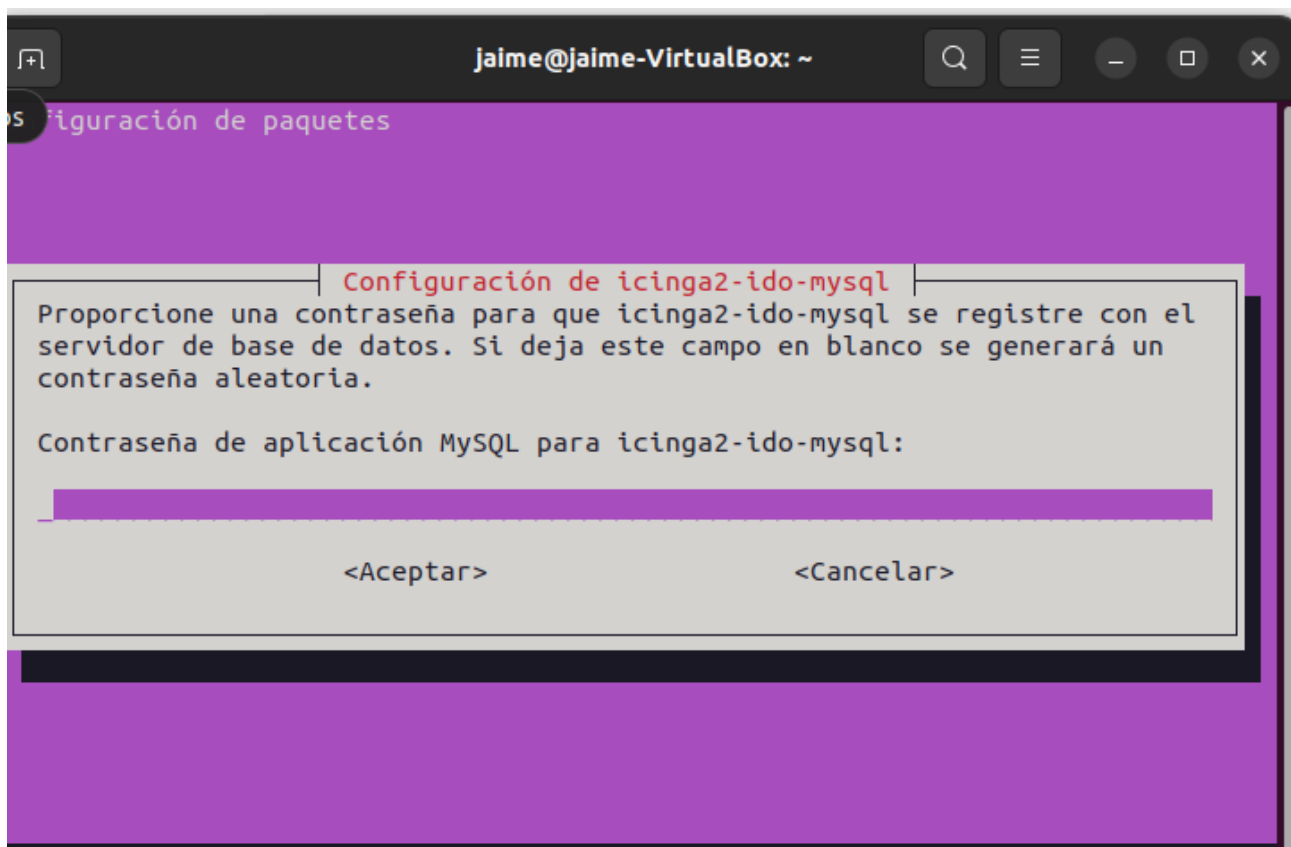 jaime@jaime-VirtualBox: ~
os
figuración de paquetes
Configuración de icinga2-ido-mysql
Proporcione una contraseña para que icinga2-ido-mysql se registre con el
servidor de base de datos. Si deja este campo en blanco se generará un
contraseña aleatoria.
Contraseña de aplicación MySQL para icinga2-ido-mysql:
<Aceptar> <Cancelar>